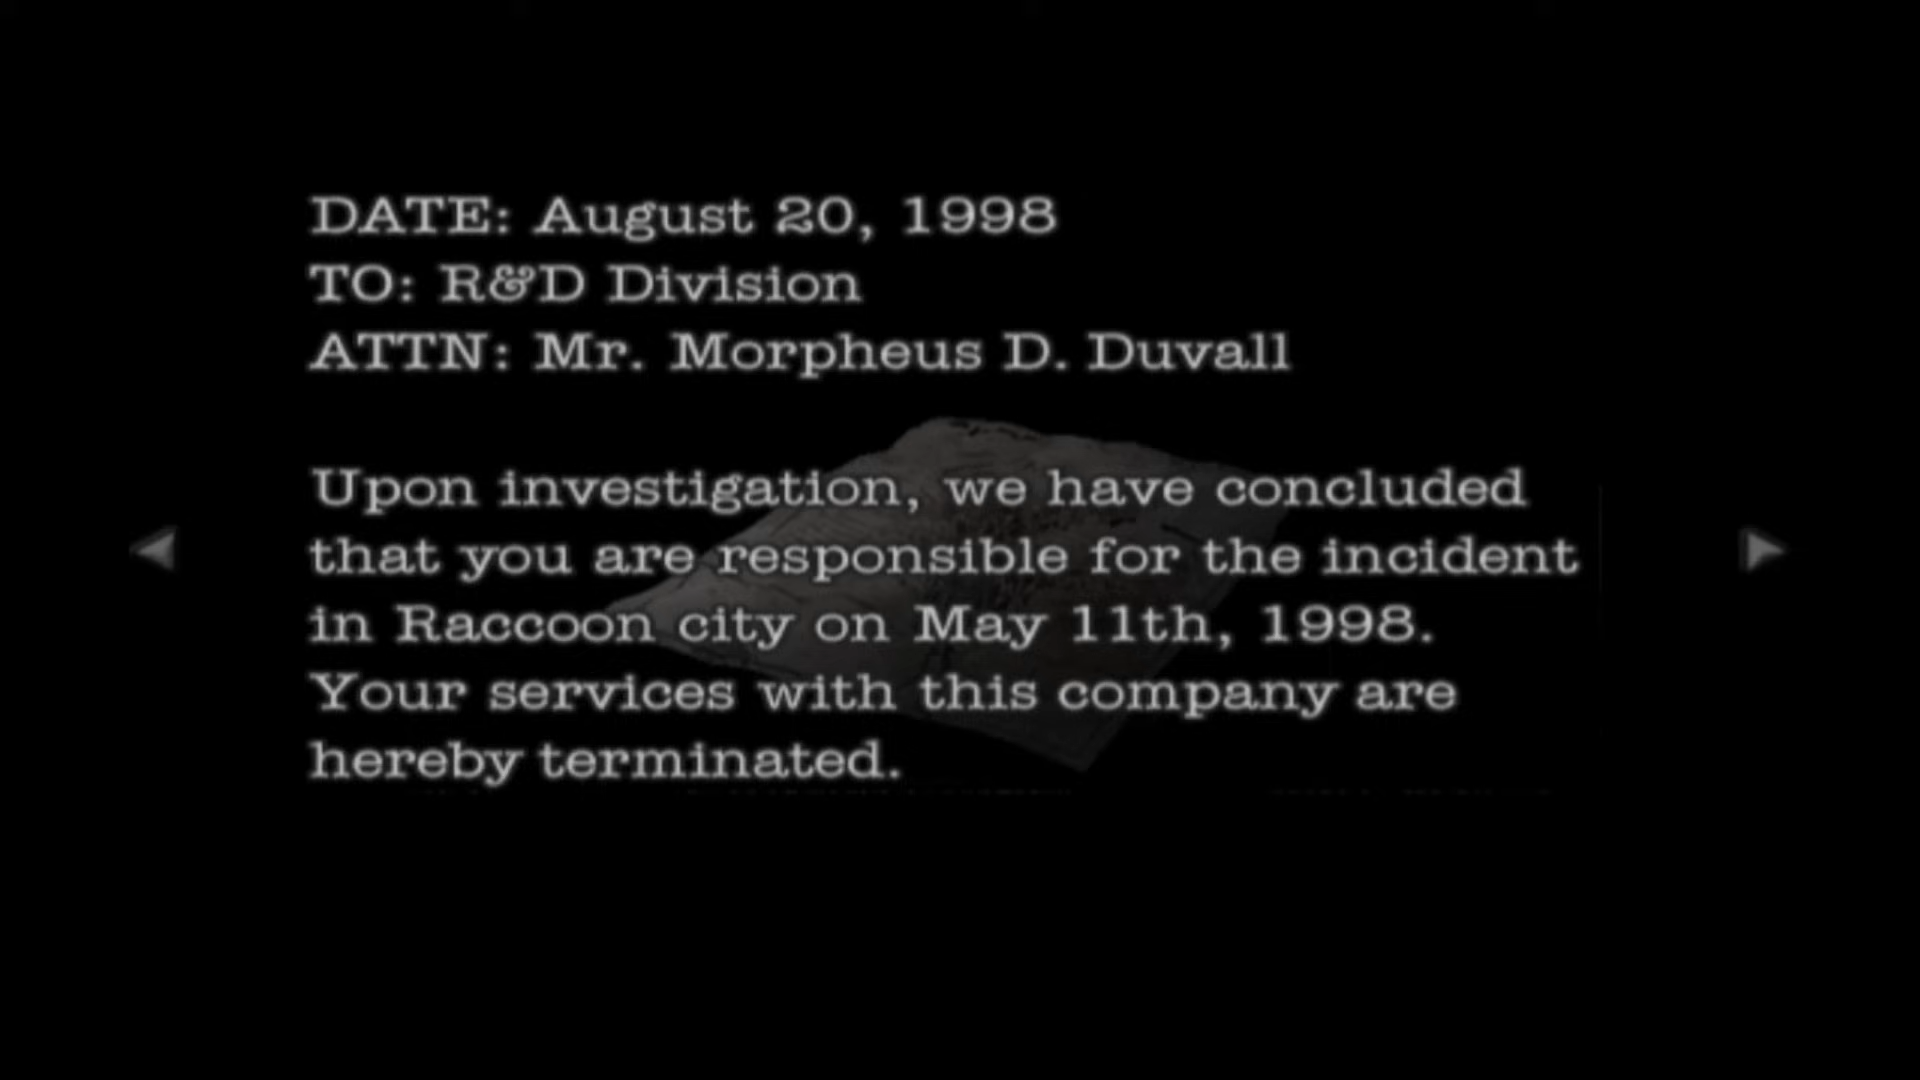 DATE: August 20, 1998
TO: R&D Division
ATTN: Mr. Morpheus D. Duvall
Upon investigation, we have concluded
that you are responsible for the incident
in Raccoon city on May 11th, 1998.
Your services with this company are
hereby terminated.